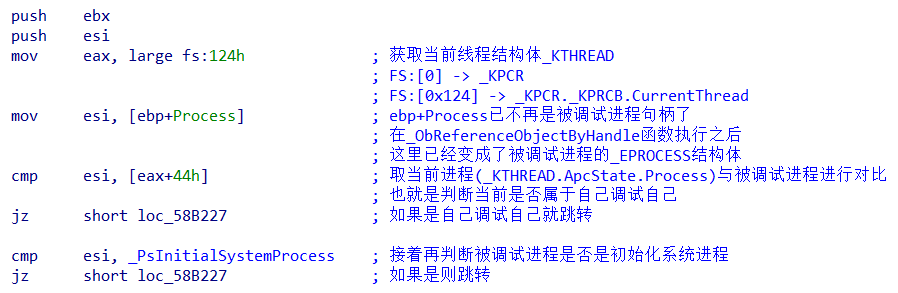 push    ebx
push    esi
mov     eax, large fs:124h ; 获取当前线程结构体_KTHREAD
; FS:[0] -> _KPCR
; FS:[0x124] -> _KPCR._KPRCB.CurrentThread
mov     esi, [ebp+Process] ; ebp+Process已不再是被调试进程句柄了
; 在_ObReferenceObjectByHandle函数执行之后
; 这里已经变成了被调试进程的_EPROCESS结构体
cmp     esi, [eax+44h] ; 取当前进程(_KTHREAD.ApcState.Process)与被调试进程进行对比
; 也就是判断当前是否属于自己调试自己
jz      short loc_58B227 ; 如果是自己调试自己就跳转
cmp     esi, _PsInitialSystemProcess ; 接着再判断被调试进程是否是初始化系统进程
jz      short loc_58B227 ; 如果是则跳转